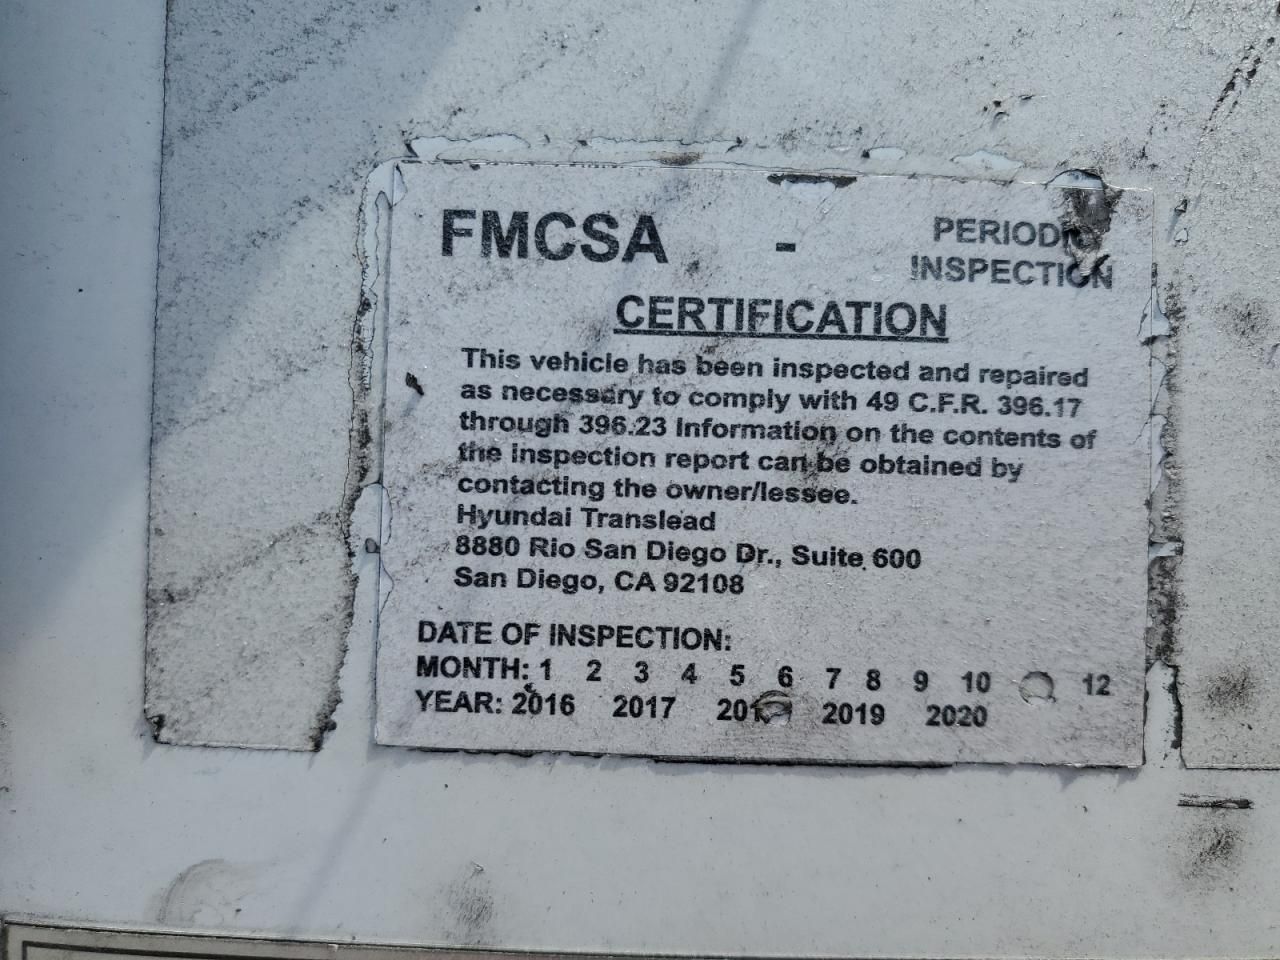 FMCSA - PERIODIC
INSPECTION
CERTIFICATION
This vehicle has been inspected and repaired
as necessary to comply with 49 C.F.R. 396.17
through 396.23 Information on the contents of
the inspection report can be obtained by
contacting the owner/lessee.
Hyundai Translead
8880 Rio San Diego Dr., Suite 600
San Diego, CA 92108
DATE OF INSPECTION:
MONTH: 1 2 3 4 5 6 7 8 9 10 12
YEAR: 2016 2017 2019 2020